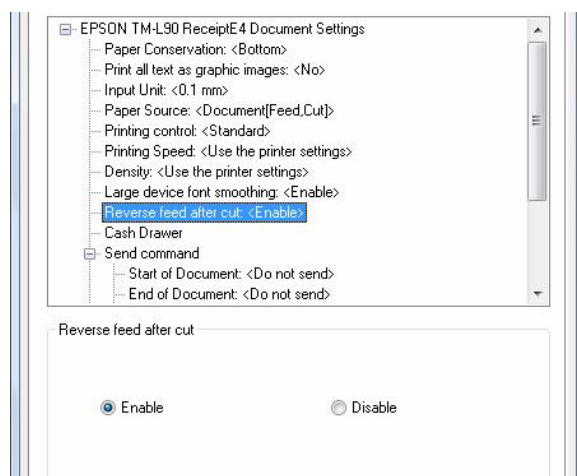 EPSON TM-L90 ReceiptE4 Document Settings
Paper Conservation: <Bottom>
Print all text as graphic images: <No>
Input Unit: <0.1 mm>
Paper Source: <Document[Feed,Cut]>
Printing control: <Standard>
Printing Speed: <Use the printer settings>
Density: <Use the printer settings>
Large device font smoothing: <Enable>
Reverse feed after cut: <Enable>
Cash Drawer
Send command
Start of Document: <Do not send>
End of Document: <Do not send>
Reverse feed after cut
Enable
Disable